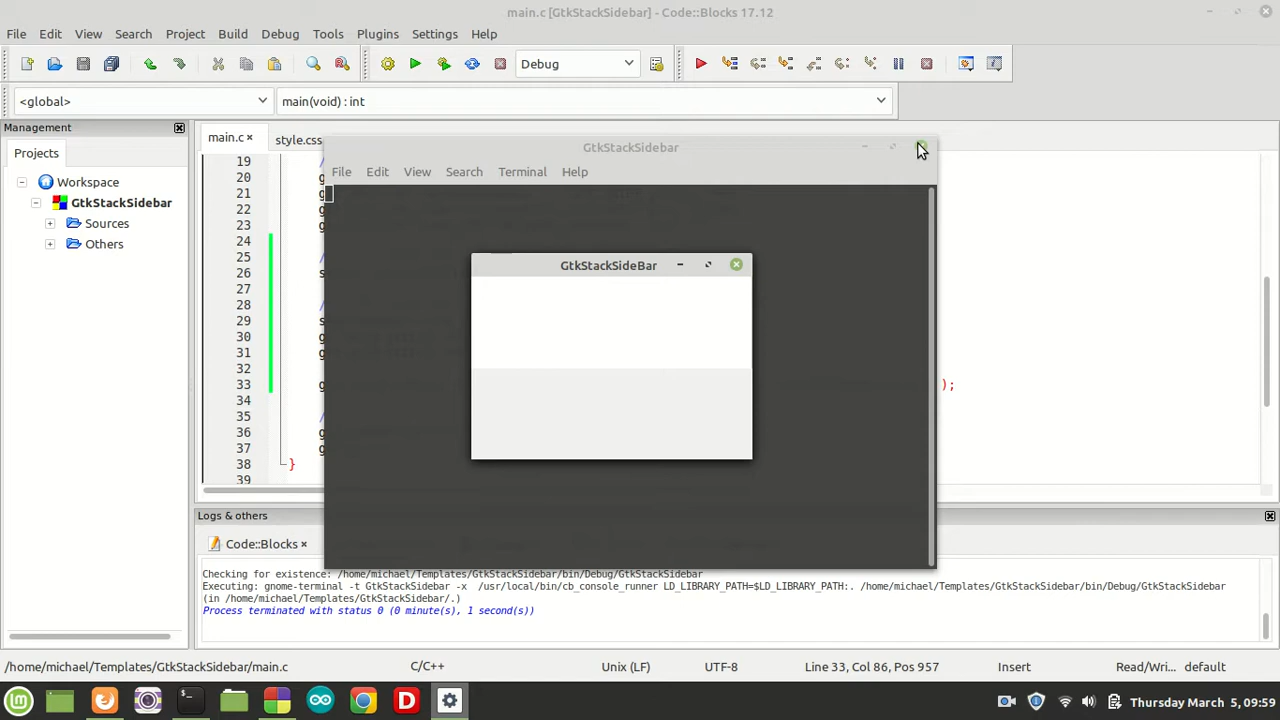 main.c [GtkStackSidebar] - Code::Blocks 17.12
File Edit View Search Project Build Debug Tools Plugins Settings Help
Debug
<global> main(void) : int
Management
Projects
Workspace
GtkStackSidebar
Sources
Others
main.c style.css
19
20
21
22
23
24
25
26
27
28
29
30
31
32
33 );
34
35
36
37
38 }
39
GtkStackSidebar
File Edit View Search Terminal Help
GtkStackSideBar
Logs & others
Code::Blocks
Checking for existence: /home/michael/Templates/GtkStackSidebar/bin/Debug/GtkStackSidebar
Executing: gnome-terminal -t GtkStackSidebar -x /usr/local/bin/cb_console_runner LD_LIBRARY_PATH=$LD_LIBRARY_PATH:. /home/michael/Templates/GtkStackSidebar/bin/Debug/GtkStackSidebar
(in /home/michael/Templates/GtkStackSidebar/.)
Process terminated with status 0 (0 minute(s), 1 second(s))
/home/michael/Templates/GtkStackSidebar/main.c C/C++ Unix (LF) UTF-8 Line 33, Col 86, Pos 957 Insert Read/Wri... default
Thursday March 5, 09:59